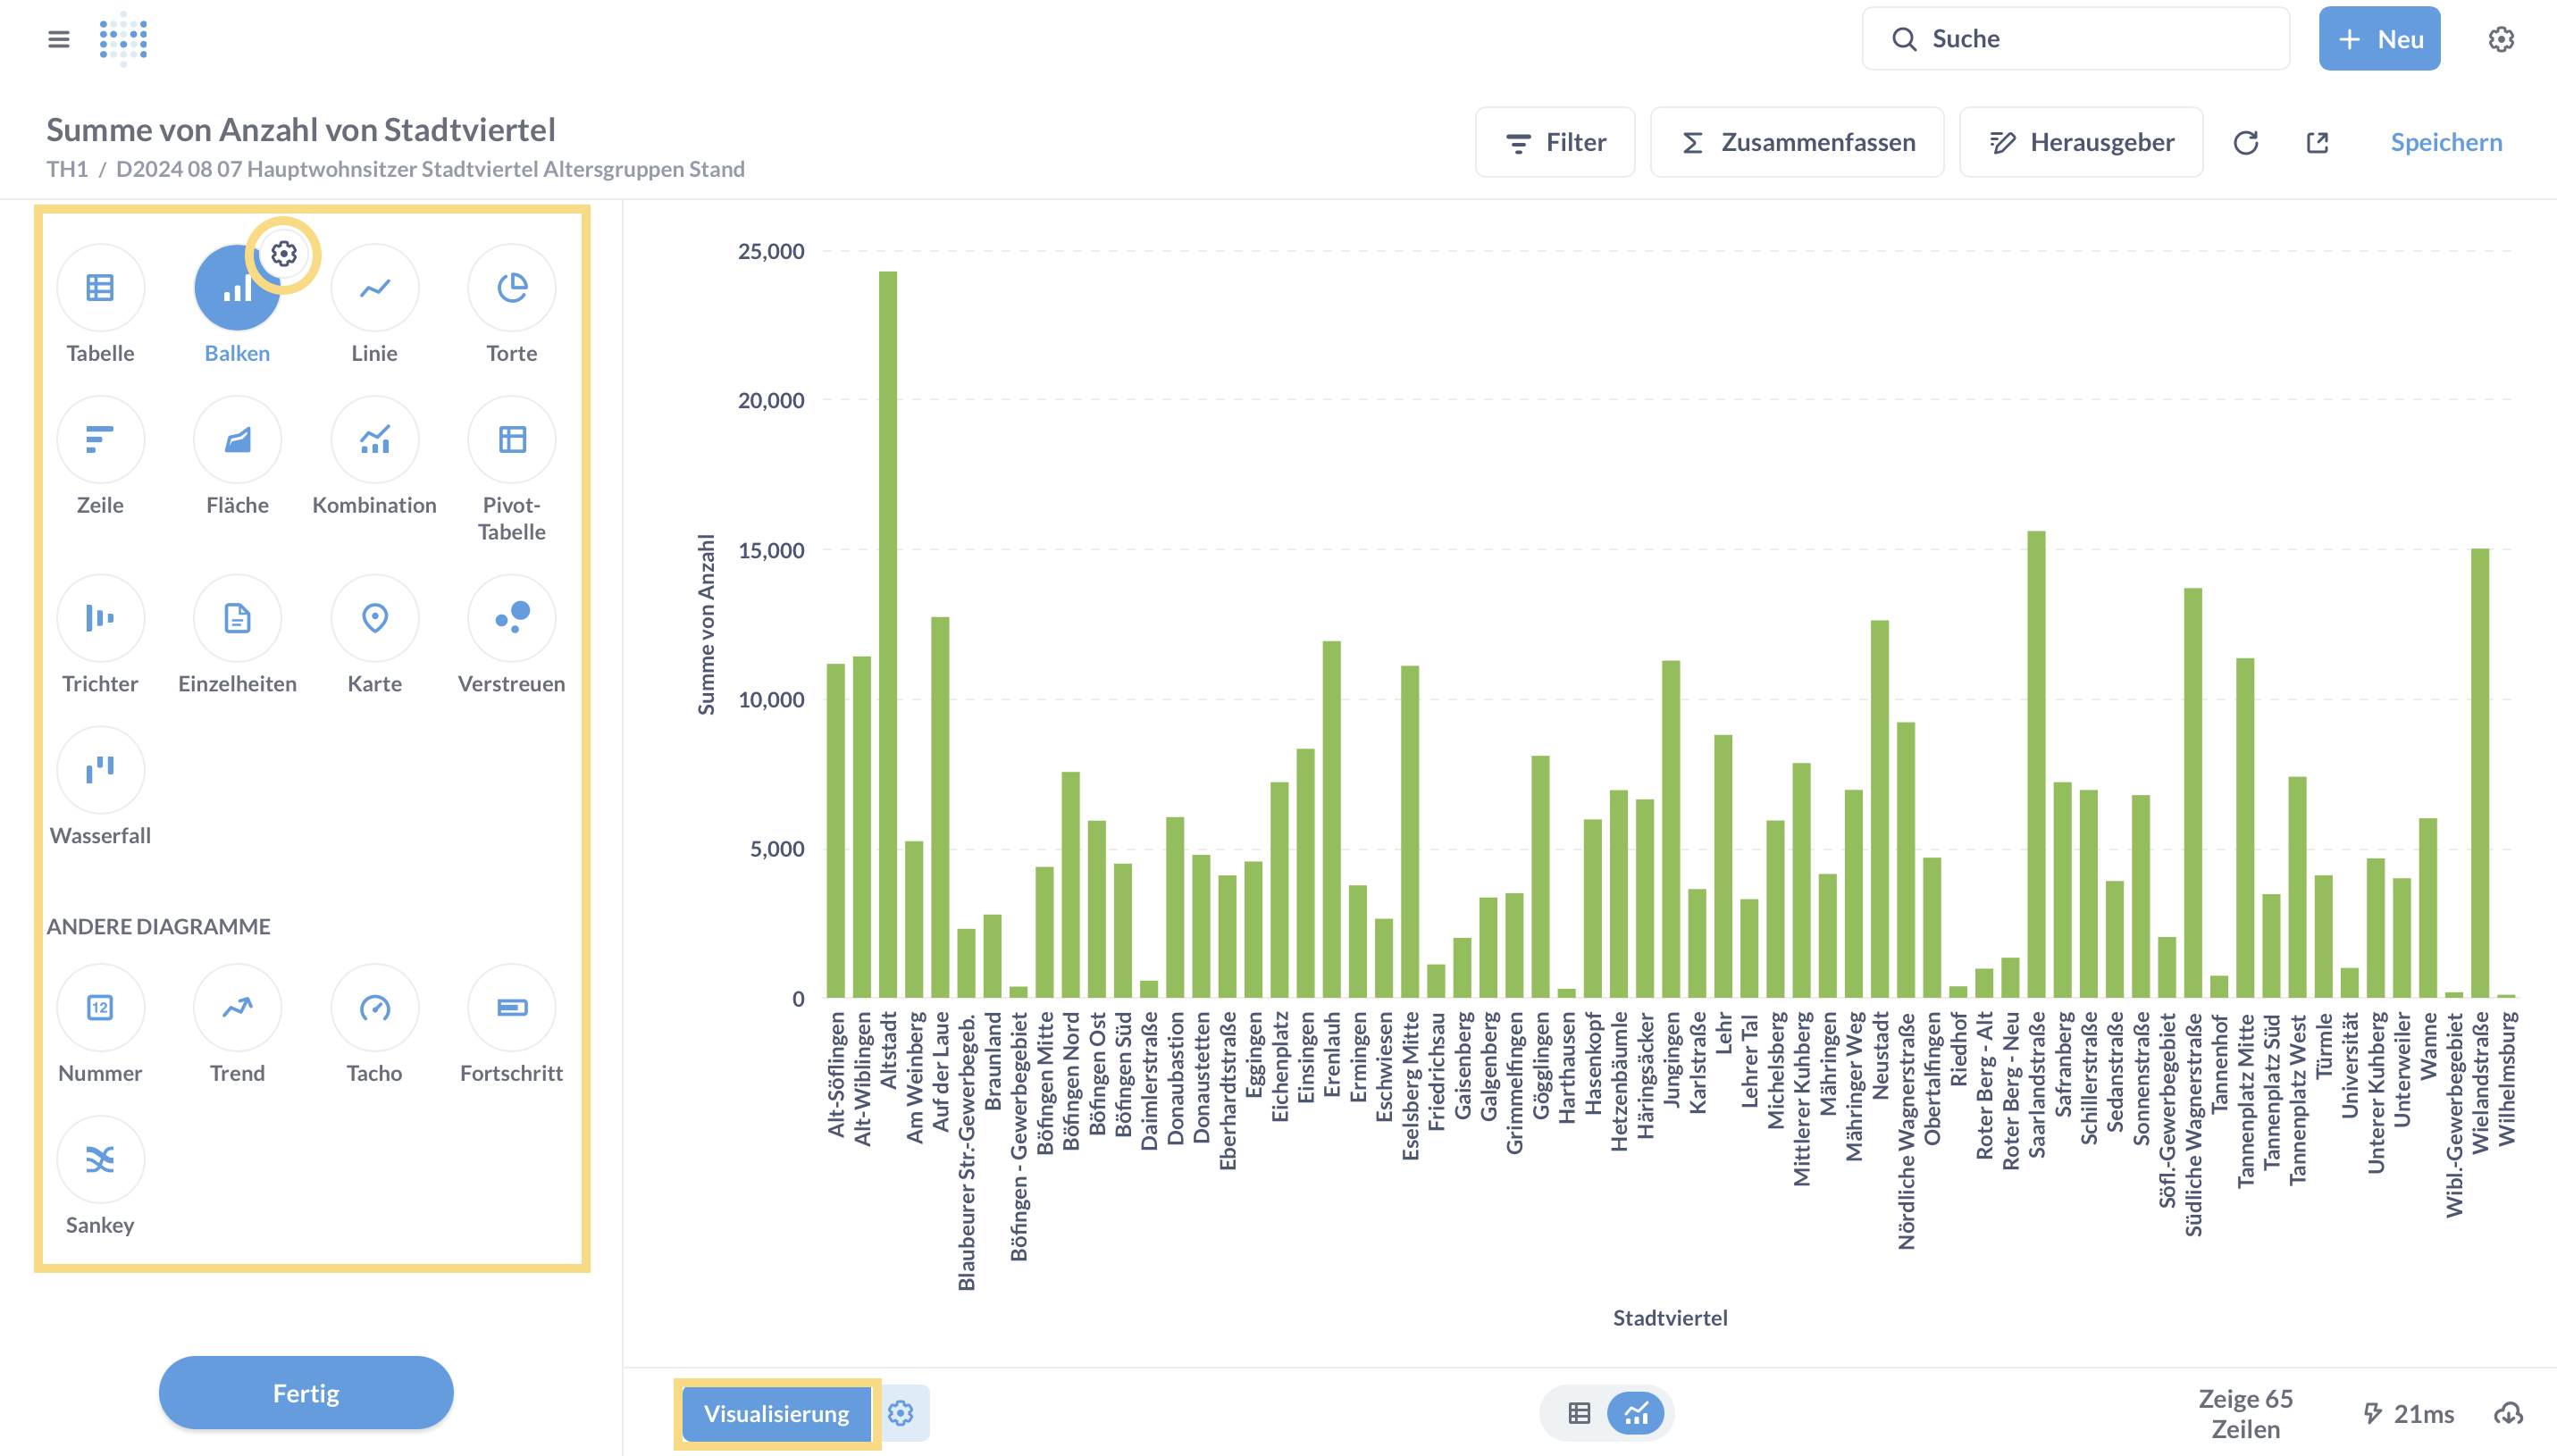 Suche
Neu
Summe von Anzahl von Stadtviertel
TH1 / D2024 08 07 Hauptwohnsitzer Stadtviertel Altersgruppen Stand
Filter
Zusammenfassen
Herausgeber
Speichern
Tabelle
Balken
Linie
Torte
Zeile
Fläche
Kombination
Pivot-
Tabelle
Trichter
Einzelheiten
Karte
Verstreuen
Wasserfall
ANDERE DIAGRAMME
12
Nummer
Trend
Tacho
Fortschritt
Sankey
Fertig
Summe von Anzahl
25,000
20,000
15,000
10,000
5,000
0
Alt-Söflingen
Alt-Wiblingen
Altstadt
Am Weinberg
Auf der Laue
Blaubeurer Str.-Gewerbegeb.
Braunland
Böfingen - Gewerbegebiet
Böfingen Mitte
Böfingen Nord
Böfingen Ost
Böfingen Süd
Daimlerstraße
Donaubastion
Donaustetten
Eberhardtstraße
Eggingen
Eichenplatz
Einsingen
Erenlauh
Ermingen
Eschwiesen
Eselsberg Mitte
Friedrichsau
Gaisenberg
Galgenberg
Grimmelfingen
Gögglingen
Harthausen
Hasenkopf
Hetzenbäumle
Häringsäcker
Jungingen
Karlstraße
Lehr
Lehrer Tal
Michelsberg
Mittlerer Kuhberg
Mähringen
Mähringer Weg
Neustadt
Nördliche Wagnerstraße
Obertalfingen
Riedhof
Roter Berg - Alt
Roter Berg - Neu
Saarlandstraße
Safranberg
Schillerstraße
Sedanstraße
Sonnenstraße
Söfl.-Gewerbegebiet
Südliche Wagnerstraße
Tannenhof
Tannenplatz Mitte
Tannenplatz Süd
Tannenplatz West
Türmle
Universität
Unterer Kuhberg
Unterweiler
Wanne
Wibl.-Gewerbegebiet
Wielandstraße
Wilhelmsburg
Stadtviertel
Visualisierung
Zeige 65
Zeilen
21ms